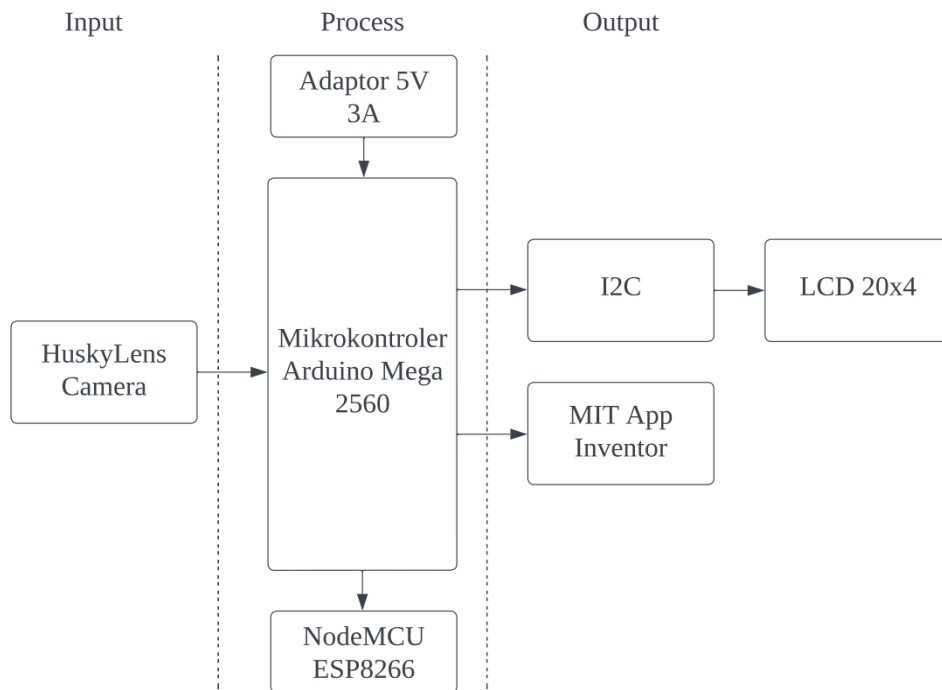 Input
Process
Output
Adaptor 5V
3A
I2C
LCD 20x4
HuskyLens
Camera
Mikrokontroler
Arduino Mega
2560
MIT App
Inventor
NodeMCU
ESP8266